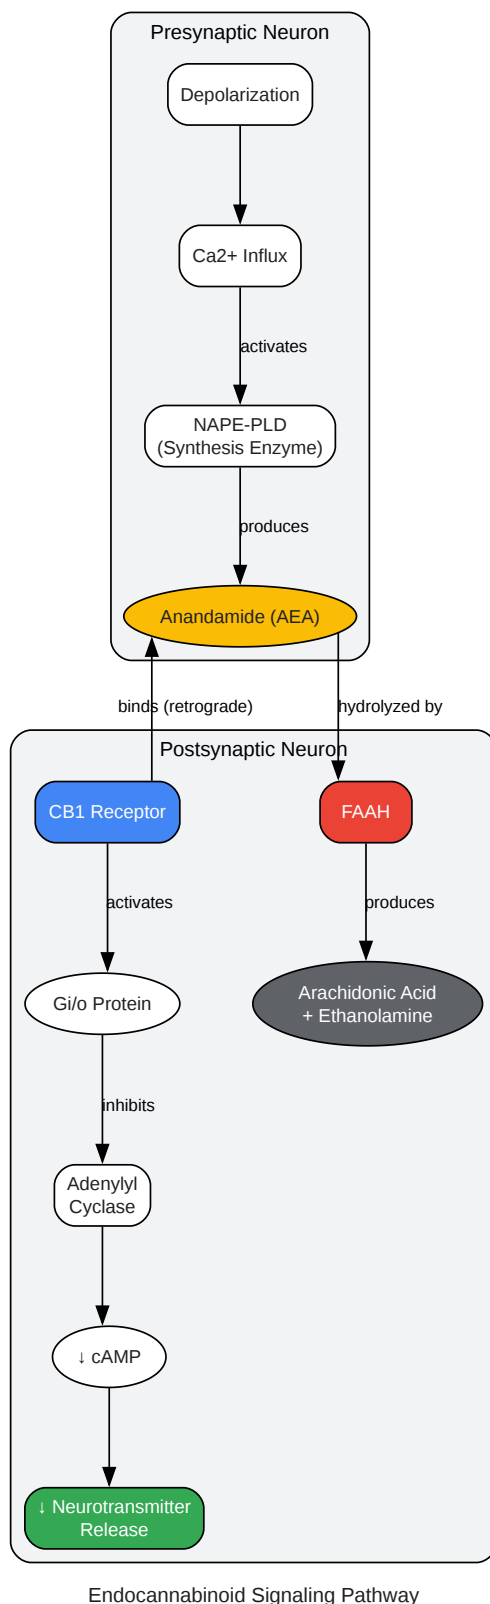 Presynaptic Neuron
Depolarization
Ca2+ Influx
activates
NAPE-PLD
(Synthesis Enzyme)
produces
Anandamide (AEA)
binds (retrograde)
hydrolyzed by
Postsynaptic Neuron
CB1 Receptor
FAAH
activates
produces
Gi/o Protein
Arachidonic Acid
+ Ethanolamine
inhibits
Adenylyl
Cyclase
↓ cAMP
↓ Neurotransmitter
Release
Endocannabinoid Signaling Pathway